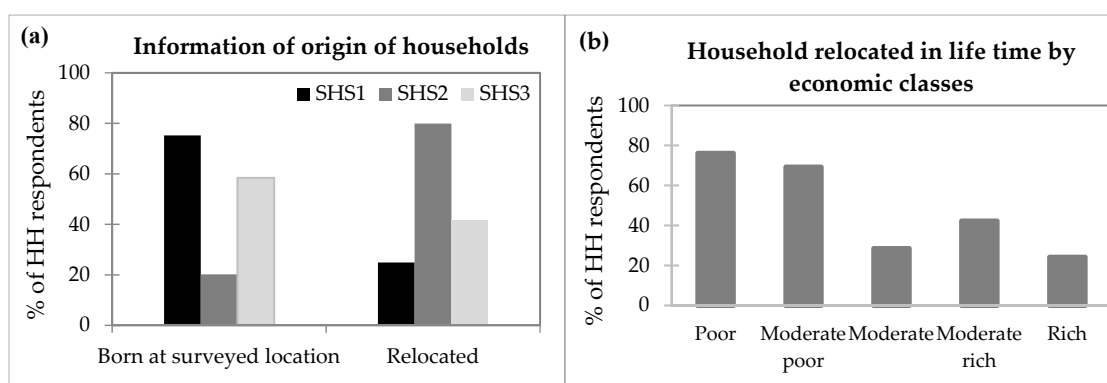 (a)
Information of origin of households
% of HH respondents
100
80
60
40
20
0
SHS1 SHS2 SHS3
Born at surveyed location Relocated
(b)
Household relocated in life time by
economic classes
% of HH respondents
100
80
60
40
20
0
Poor Moderate Moderate Moderate Rich
poor rich